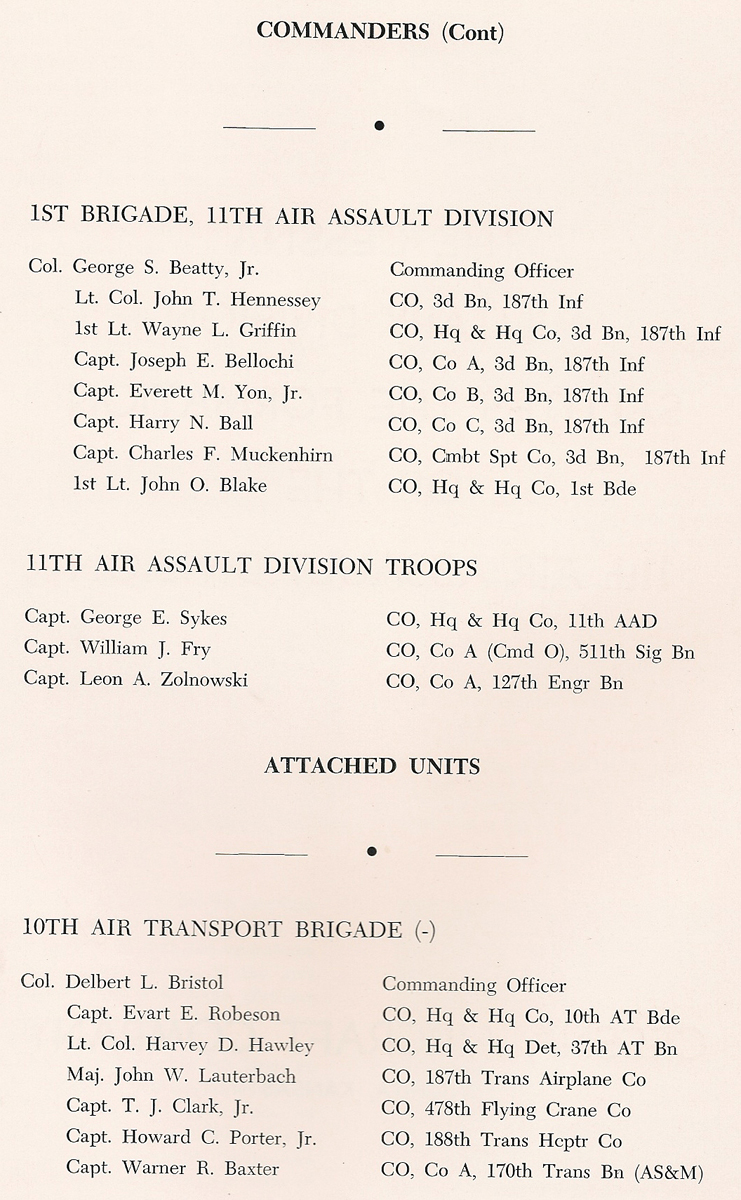 COMMANDERS (Cont)
1ST BRIGADE, 11TH AIR ASSAULT DIVISION
Col. George S. Beatty, Jr. Commanding Officer
Lt. Col. John T. Hennessey CO, 3d Bn, 187th Inf
1st Lt. Wayne L. Griffin CO, Hq & Hq Co, 3d Bn, 187th Inf
Capt. Joseph E. Bellochi CO, Co A, 3d Bn, 187th Inf
Capt. Everett M. Yon, Jr. CO, Co B, 3d Bn, 187th Inf
Capt. Harry N. Ball CO, Co C, 3d Bn, 187th Inf
Capt. Charles F. Muckenhirn CO, Cmbt Spt Co, 3d Bn, 187th Inf
1st Lt. John O. Blake CO, Hq & Hq Co, 1st Bde
11TH AIR ASSAULT DIVISION TROOPS
Capt. George E. Sykes CO, Hq & Hq Co, 11th AAD
Capt. William J. Fry CO, Co A (Cmd O), 511th Sig Bn
Capt. Leon A. Zolnowski CO, Co A, 127th Engr Bn
ATTACHED UNITS
10TH AIR TRANSPORT BRIGADE (-)
Col. Delbert L. Bristol Commanding Officer
Capt. Evart E. Robeson CO, Hq & Hq Co, 10th AT Bde
Lt. Col. Harvey D. Hawley CO, Hq & Hq Det, 37th AT Bn
Maj. John W. Lauterbach CO, 187th Trans Airplane Co
Capt. T. J. Clark, Jr. CO, 478th Flying Crane Co
Capt. Howard C. Porter, Jr. CO, 188th Trans Hcptr Co
Capt. Warner R. Baxter CO, Co A, 170th Trans Bn (AS&M)